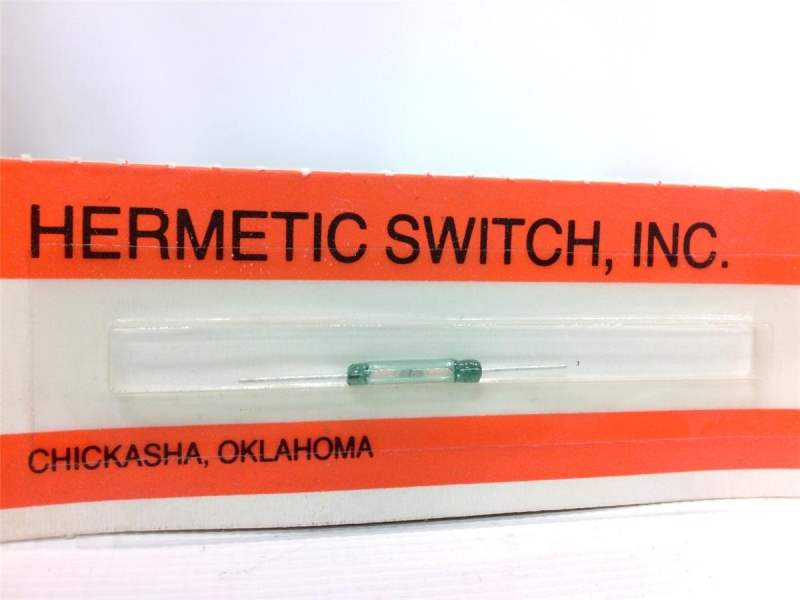 HERMETIC SWITCH, INC.
CHICKASHA, OKLAHOMA